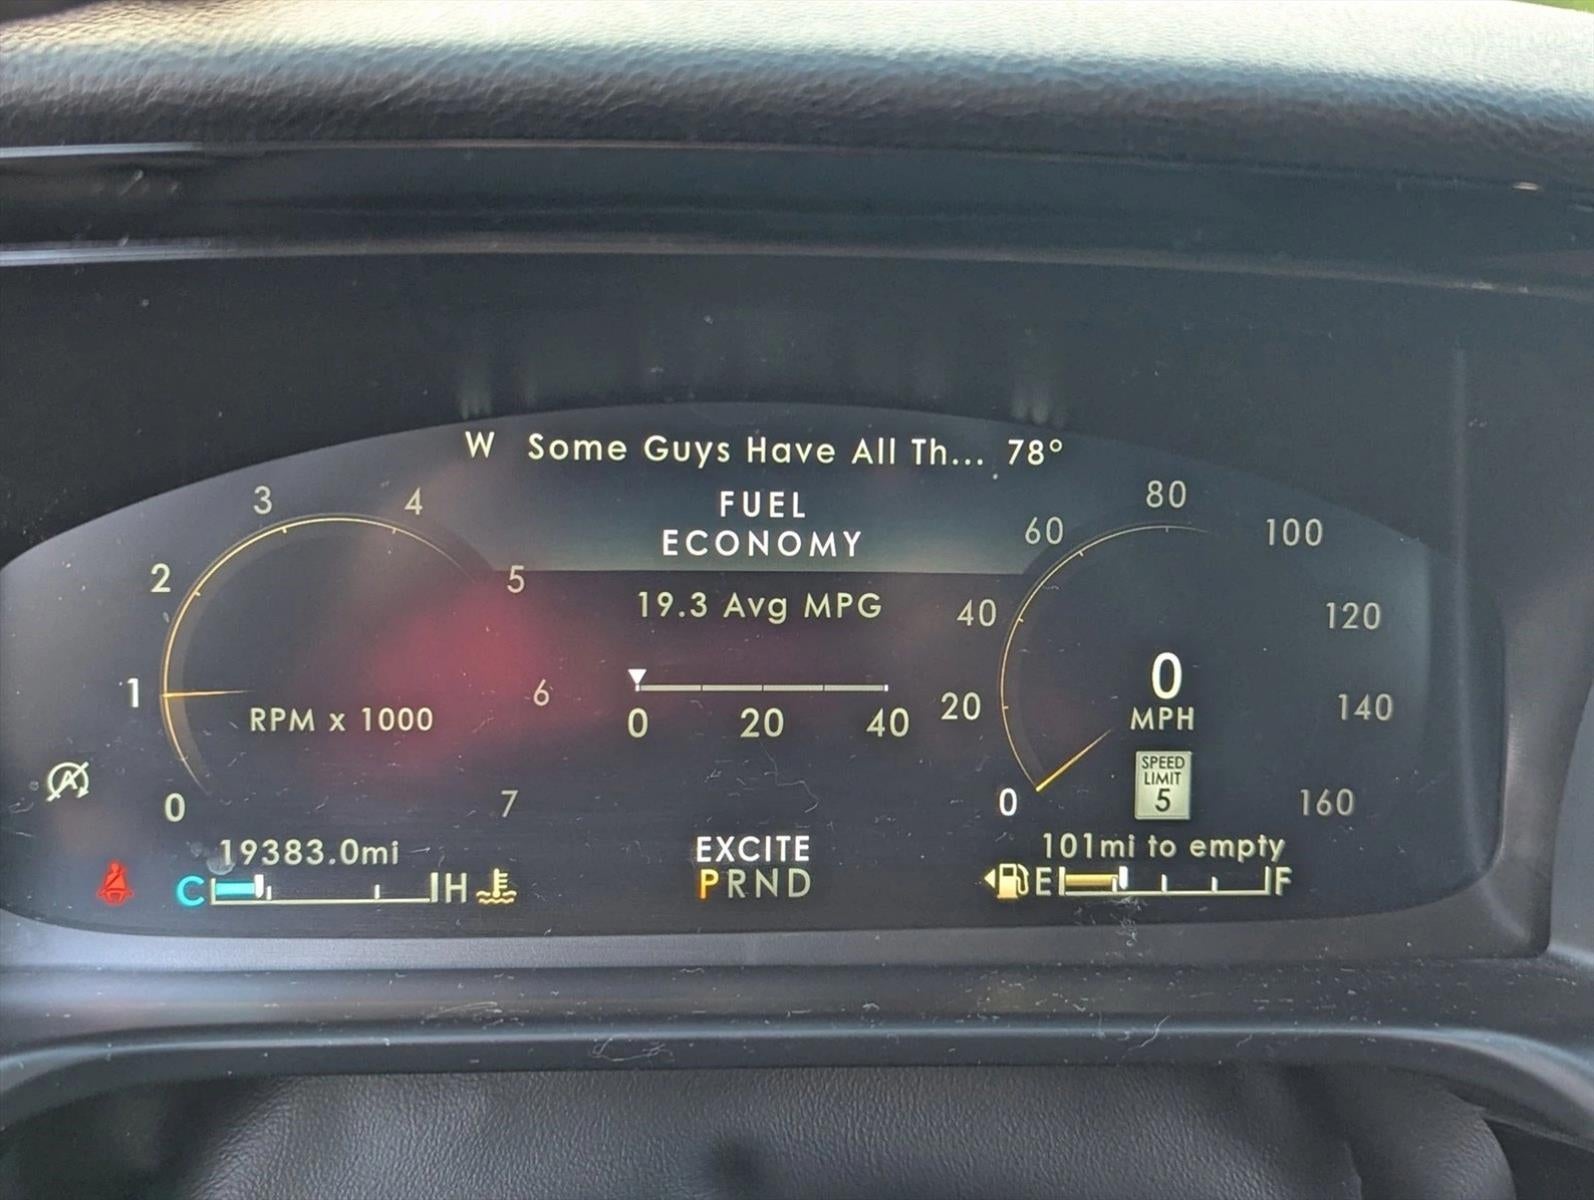 W Some Guys Have All Th... 78°
FUEL
ECONOMY
19.3 Avg MPG
0 20 40
0 1 2 3 4 5 6 7
RPM x 1000
0 20 40 60 80 100 120 140 160
0
MPH
SPEED
LIMIT
5
A
19383.0mi
C H
EXCITE
PRND
101mi to empty
E F